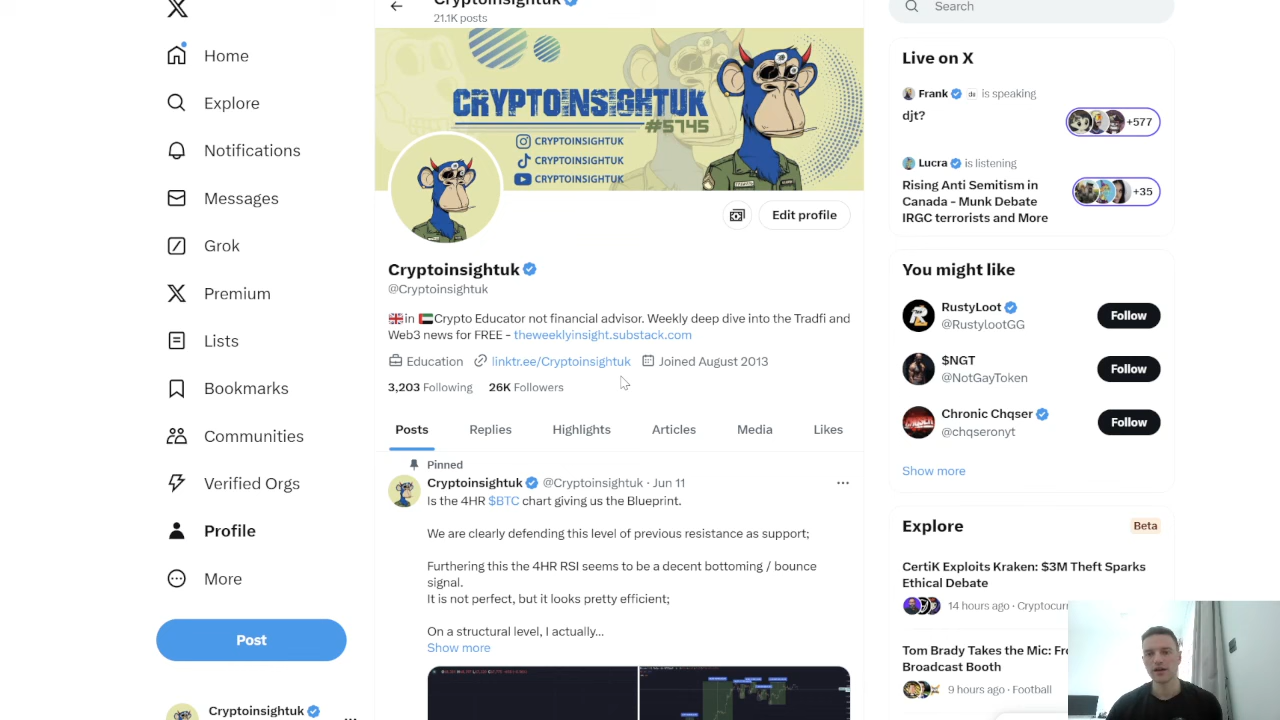 Home
Explore
Notifications
Messages
Grok
Premium
Lists
Bookmarks
Communities
Verified Orgs
Profile
More
Post
Cryptoinsightuk
Cryptoinsightuk
21.1K posts
CRYPTOINSIGHTUK
#5745
CRYPTOINSIGHTUK
CRYPTOINSIGHTUK
CRYPTOINSIGHTUK
Edit profile
Cryptoinsightuk
@Cryptoinsightuk
in Crypto Educator not financial advisor. Weekly deep dive into the Tradfi and
Web3 news for FREE - theweeklyinsight.substack.com
Education linktr.ee/Cryptoinsightuk Joined August 2013
3,203 Following 26K Followers
Posts Replies Highlights Articles Media Likes
Pinned
Cryptoinsightuk @Cryptoinsightuk · Jun 11
Is the 4HR $BTC chart giving us the Blueprint.
We are clearly defending this level of previous resistance as support;
Furthering this the 4HR RSI seems to be a decent bottoming / bounce
signal.
It is not perfect, but it looks pretty efficient;
On a structural level, I actually...
Show more
Search
Live on X
Frank ds is speaking
djt?
+577
Lucra is listening
Rising Anti Semitism in
Canada - Munk Debate
IRGC terrorists and More
+35
You might like
RustyLoot
@RustylootGG
Follow
$NGT
@NotGayToken
Follow
Chronic Chqser
@chqseronyt
Follow
Show more
Explore
Beta
CertiK Exploits Kraken: $3M Theft Sparks
Ethical Debate
14 hours ago
Tom Brady Takes the Mic:
Broadcast Booth
9 hours ago · Football